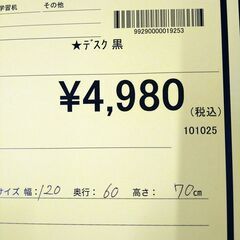 学習机 その他
99290000019253
★ﾃﾞｽｸ 黒
¥4,980
(税込)
101025
サイズ 幅: 120 奥行: 60 高さ: 70cm